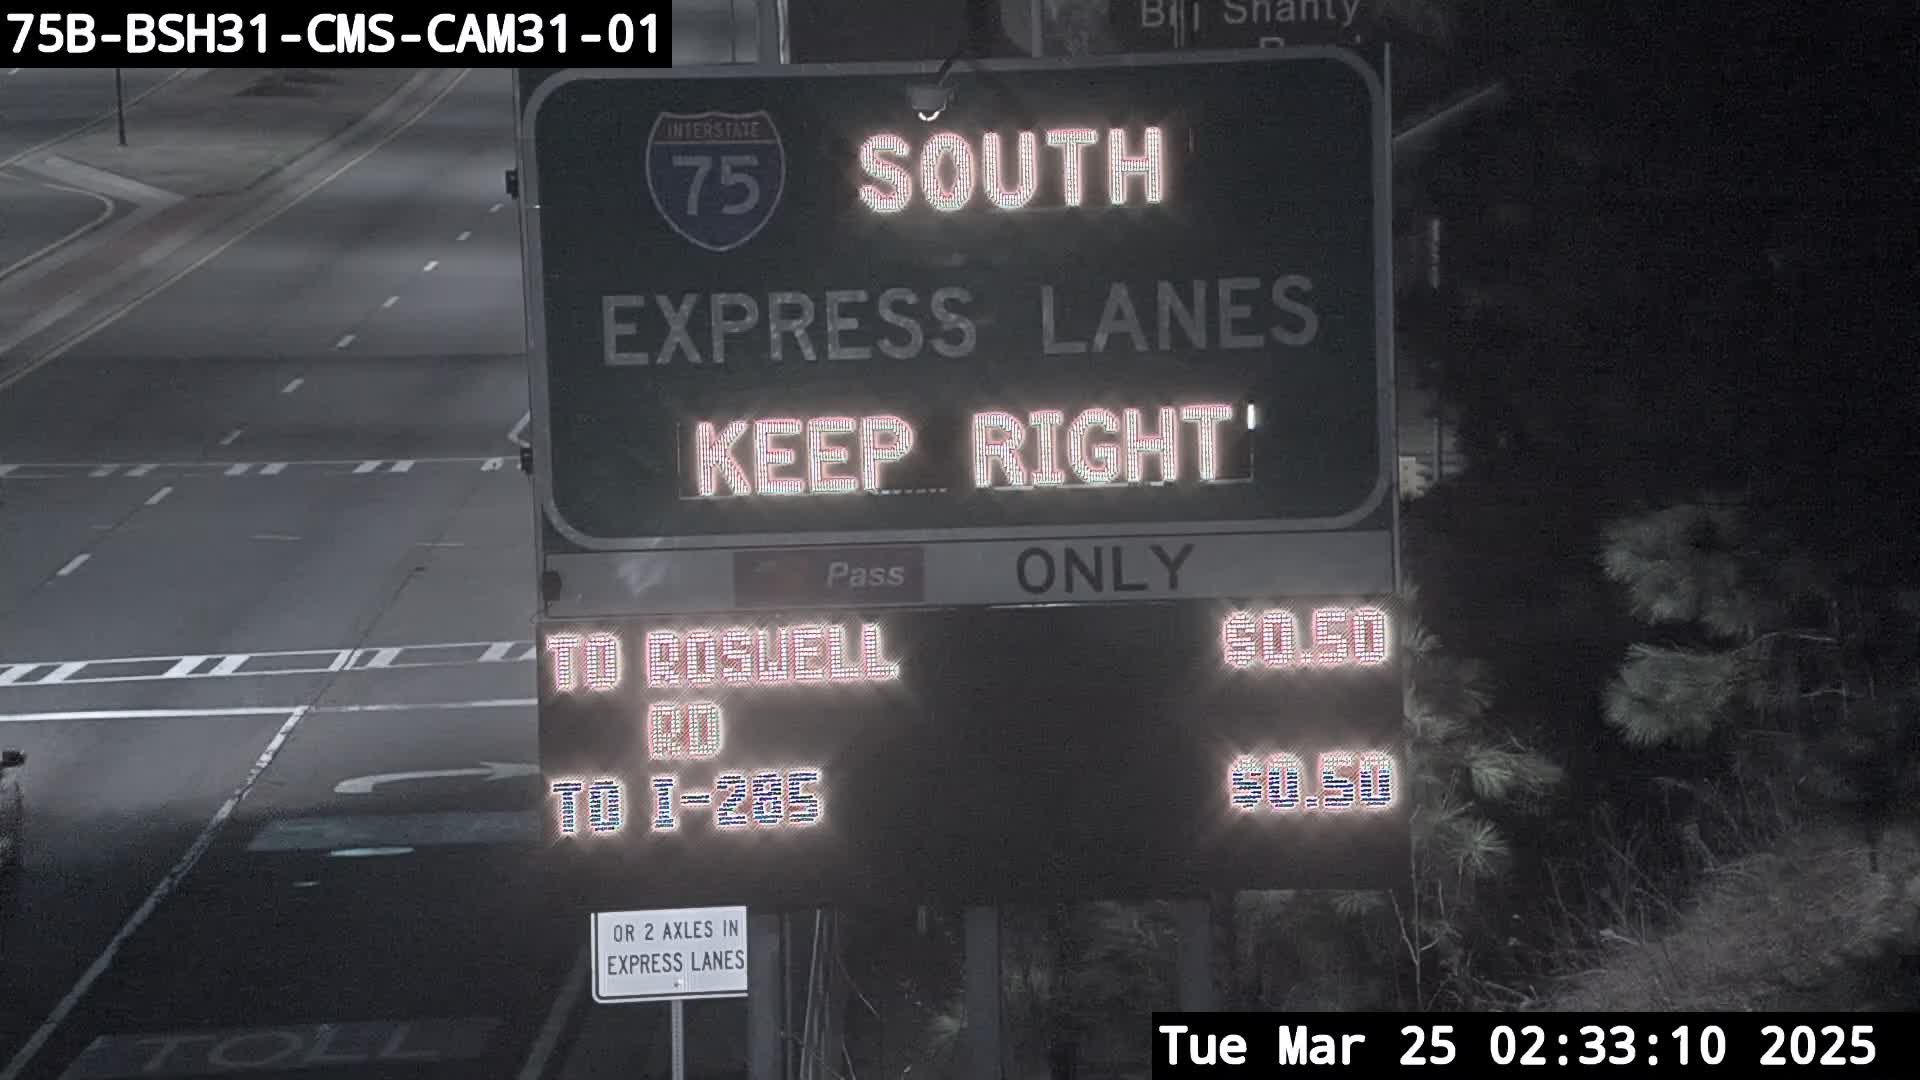 75B-BSH31-CMS-CAM31-01
Shanty
INTERSTATE
75
SOUTH
EXPRESS LANES
KEEP RIGHT
Pass ONLY
TO ROSWELL $0.50
RD
TO I-285 $0.50
OR 2 AXLES IN
EXPRESS LANES
TOLL
Tue Mar 25 02:33:10 2025